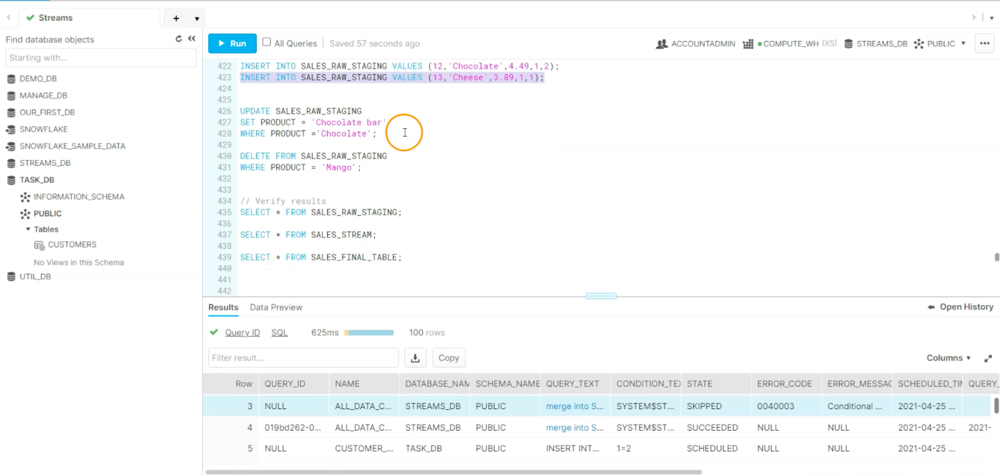 Streams
+
Find database objects
Starting with...
DEMO_DB
MANAGE_DB
OUR_FIRST_DB
SNOWFLAKE
SNOWFLAKE_SAMPLE_DATA
STREAMS_DB
TASK_DB
INFORMATION_SCHEMA
PUBLIC
Tables
CUSTOMERS
No Views in this Schema
UTIL_DB
Run All Queries Saved 57 seconds ago ACCOUNTADMIN COMPUTE_WH (XS) STREAMS_DB PUBLIC
422 INSERT INTO SALES_RAW_STAGING VALUES (12,'Chocolate',4.49,1,2);
423 INSERT INTO SALES_RAW_STAGING VALUES (13,'Cheese',3.89,1,1);
424
425
426 UPDATE SALES_RAW_STAGING
427 SET PRODUCT = 'Chocolate bar'
428 WHERE PRODUCT ='Chocolate';
429
430 DELETE FROM SALES_RAW_STAGING
431 WHERE PRODUCT = 'Mango';
432
433
434 // Verify results
435 SELECT * FROM SALES_RAW_STAGING;
436
437 SELECT * FROM SALES_STREAM;
438
439 SELECT * FROM SALES_FINAL_TABLE;
440
441
442
Results Data Preview Open History
Query ID SQL 625ms 100 rows
Filter result... Copy Columns
Row QUERY_ID NAME DATABASE_NAM SCHEMA_NAME QUERY_TEXT CONDITION_TEX STATE ERROR_CODE ERROR_MESSAG SCHEDULED_TIM QUERY_
3 NULL ALL_DATA_C... STREAMS_DB PUBLIC merge into S... SYSTEM$ST... SKIPPED 0040003 Conditional ... 2021-04-25 ...
4 019bd262-0... ALL_DATA_C... STREAMS_DB PUBLIC merge into S... SYSTEM$ST... SUCCEEDED NULL NULL 2021-04-25 ... 2021-
5 NULL CUSTOMER_... TASK_DB PUBLIC INSERT INT... 1=2 SCHEDULED NULL NULL 2021-04-25 ...